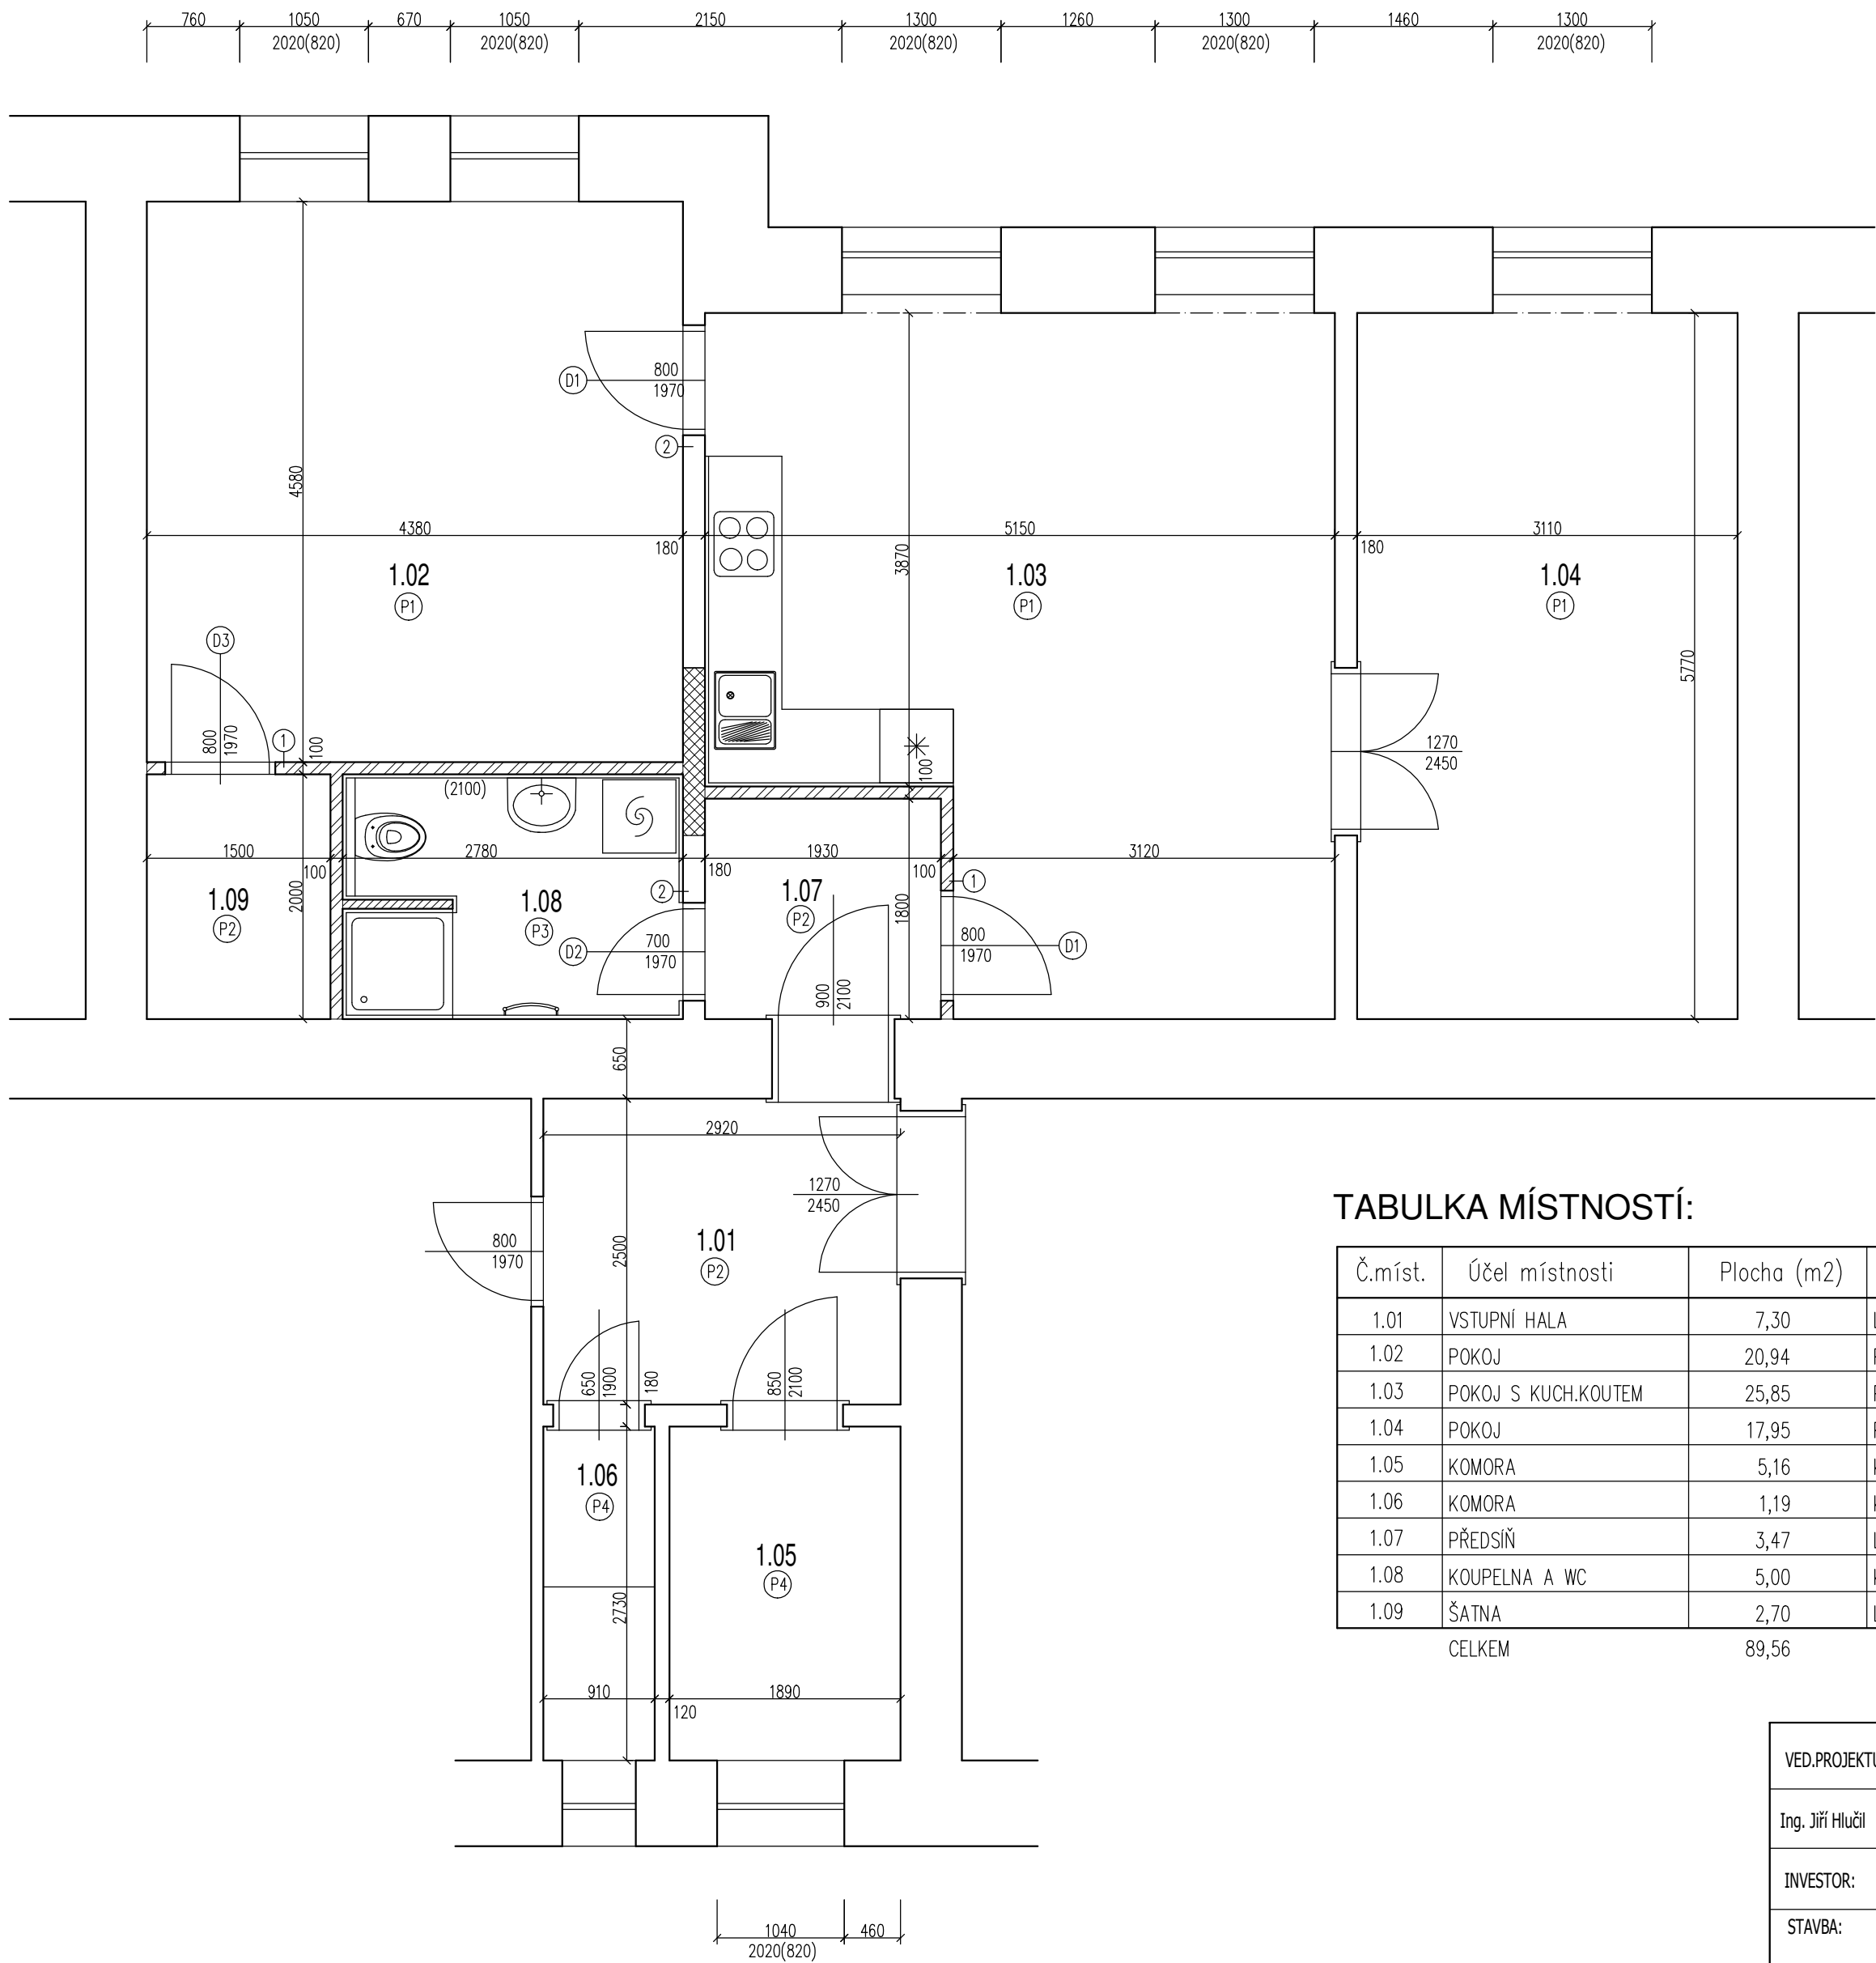 760 1050 670 1050 2150 1300 1260 1300 1460 1300
2020(820) 2020(820) 2020(820) 2020(820) 2020(820)
800
D1
1970
2
4580
4380 5150 3110
180 180
3870
1.02 1.03 1.04
P1 P1 P1
D3
5770
800
1970
1
100
1270
2450
100
(2100)
1500 2780 1930 3120
100 180 100
2000
1.09 1.08 2 1.07 1
P2 P3 P2
1800
D2 700 800 D1
1970 1970
900
2100
650
2920
1270
2450
800
1970
2500
1.01
P2
650
1900
180
850
2100
1.06
P4
1.05
P4
2730
910 1890
120
1040 460
2020(820)
TABULKA MÍSTNOSTÍ:
Č.míst. Účel místnosti Plocha (m2)
1.01 VSTUPNÍ HALA 7,30
1.02 POKOJ 20,94
1.03 POKOJ S KUCH.KOUTEM 25,85
1.04 POKOJ 17,95
1.05 KOMORA 5,16
1.06 KOMORA 1,19
1.07 PŘEDSÍŇ 3,47
1.08 KOUPELNA A WC 5,00
1.09 ŠATNA 2,70
CELKEM 89,56
VED.PROJEKTU
Ing. Jiří Hlučil
INVESTOR:
STAVBA: